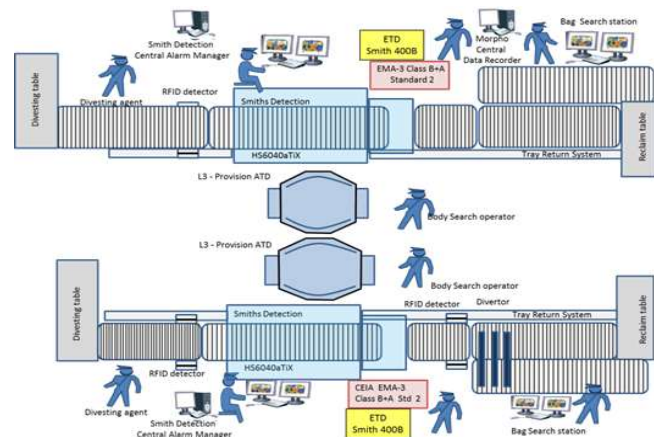 Smith Detection
Central Alarm Manager
ETD
Smith 400B
Morpho
Central
Data Recorder
Bag Search station
EMA-3 Class B+A
Standard 2
Divesting table
Divesting agent
RFID detector
Smiths Detection
HS6040aTiX
Tray Return System
Reclaim table
L3 - Provision ATD
Body Search operator
L3 - Provision ATD
Body Search operator
Divesting table
RFID detector
Divertor
Smiths Detection
Tray Return System
Reclaim table
RFID detector
HS6040aTiX
Divesting agent
Smith Detection
Central Alarm Manager
CEIA EMA-3
Class B+A Std 2
ETD
Smith 400B
Bag Search station